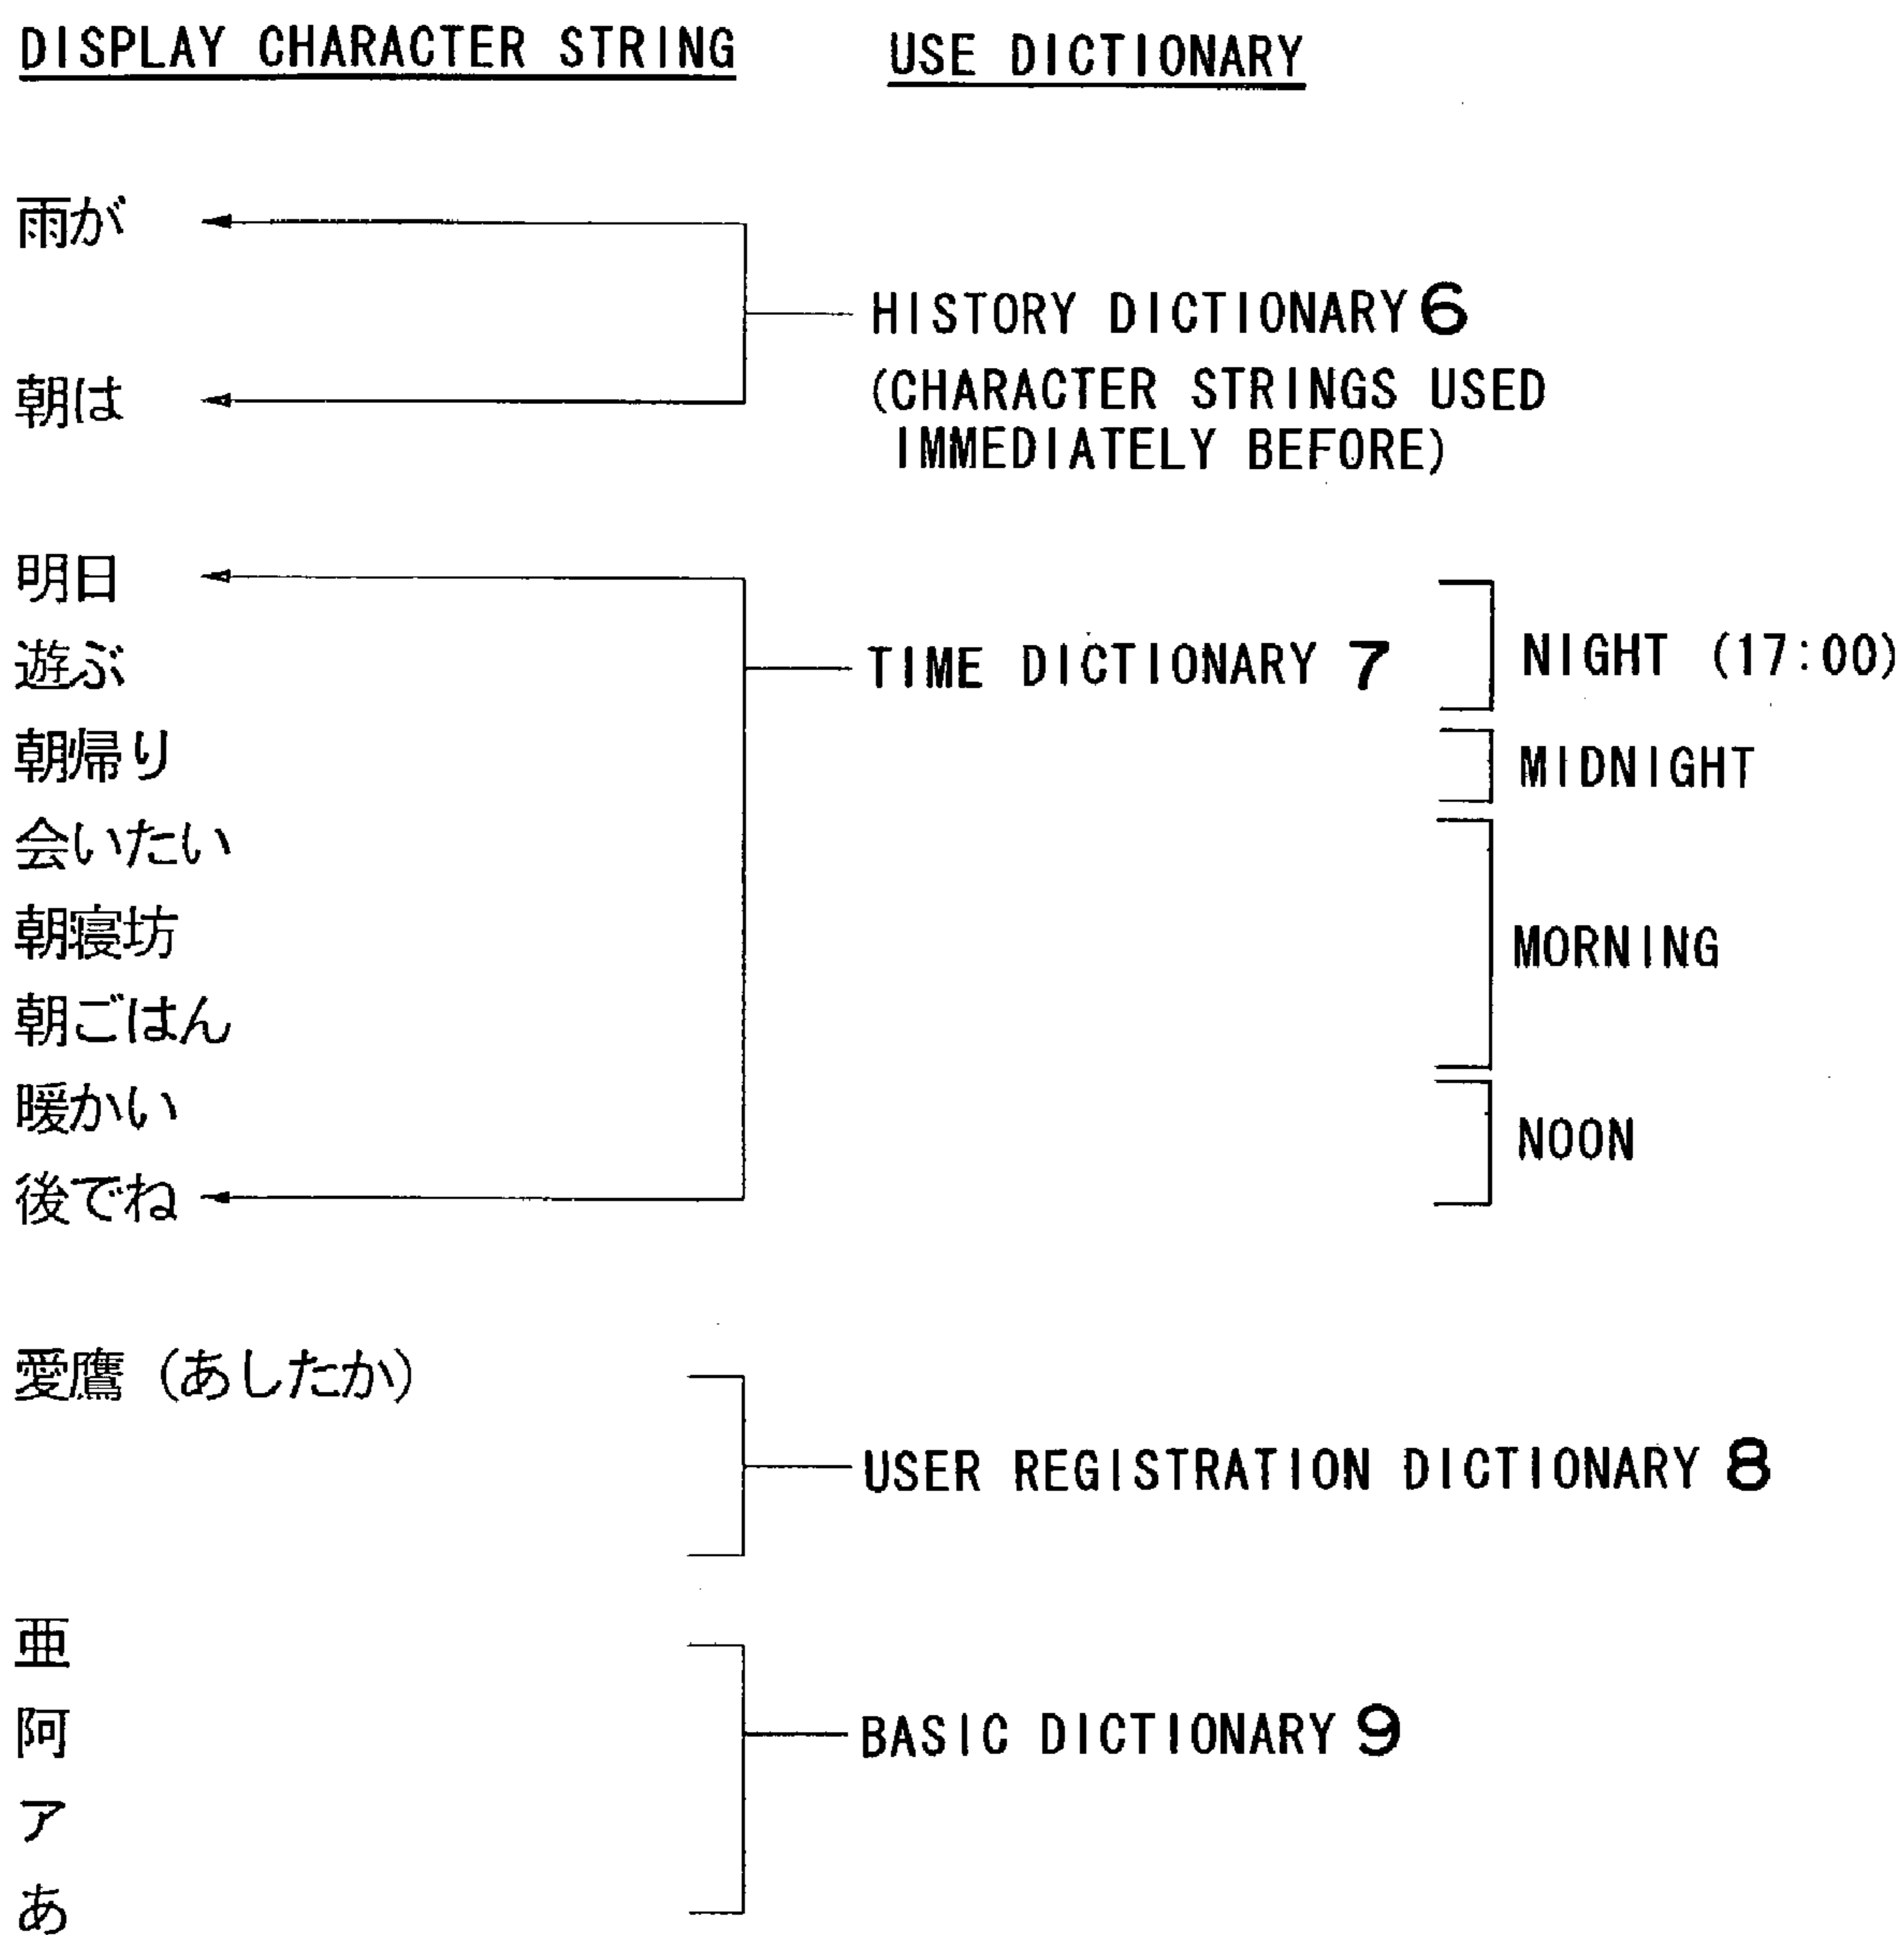 DISPLAY CHARACTER STRING USE DICTIONARY
雨が
HISTORY DICTIONARY 6
朝は
(CHARACTER STRINGS USED
IMMEDIATELY BEFORE)
明日
遊ぶ
TIME DICTIONARY 7
NIGHT (17:00)
朝帰り
MIDNIGHT
会いたい
朝寝坊
MORNING
朝ごはん
暖かい
NOON
後でね
愛鷹 (あしたか)
USER REGISTRATION DICTIONARY 8
亜
阿
BASIC DICTIONARY 9
ア
あ